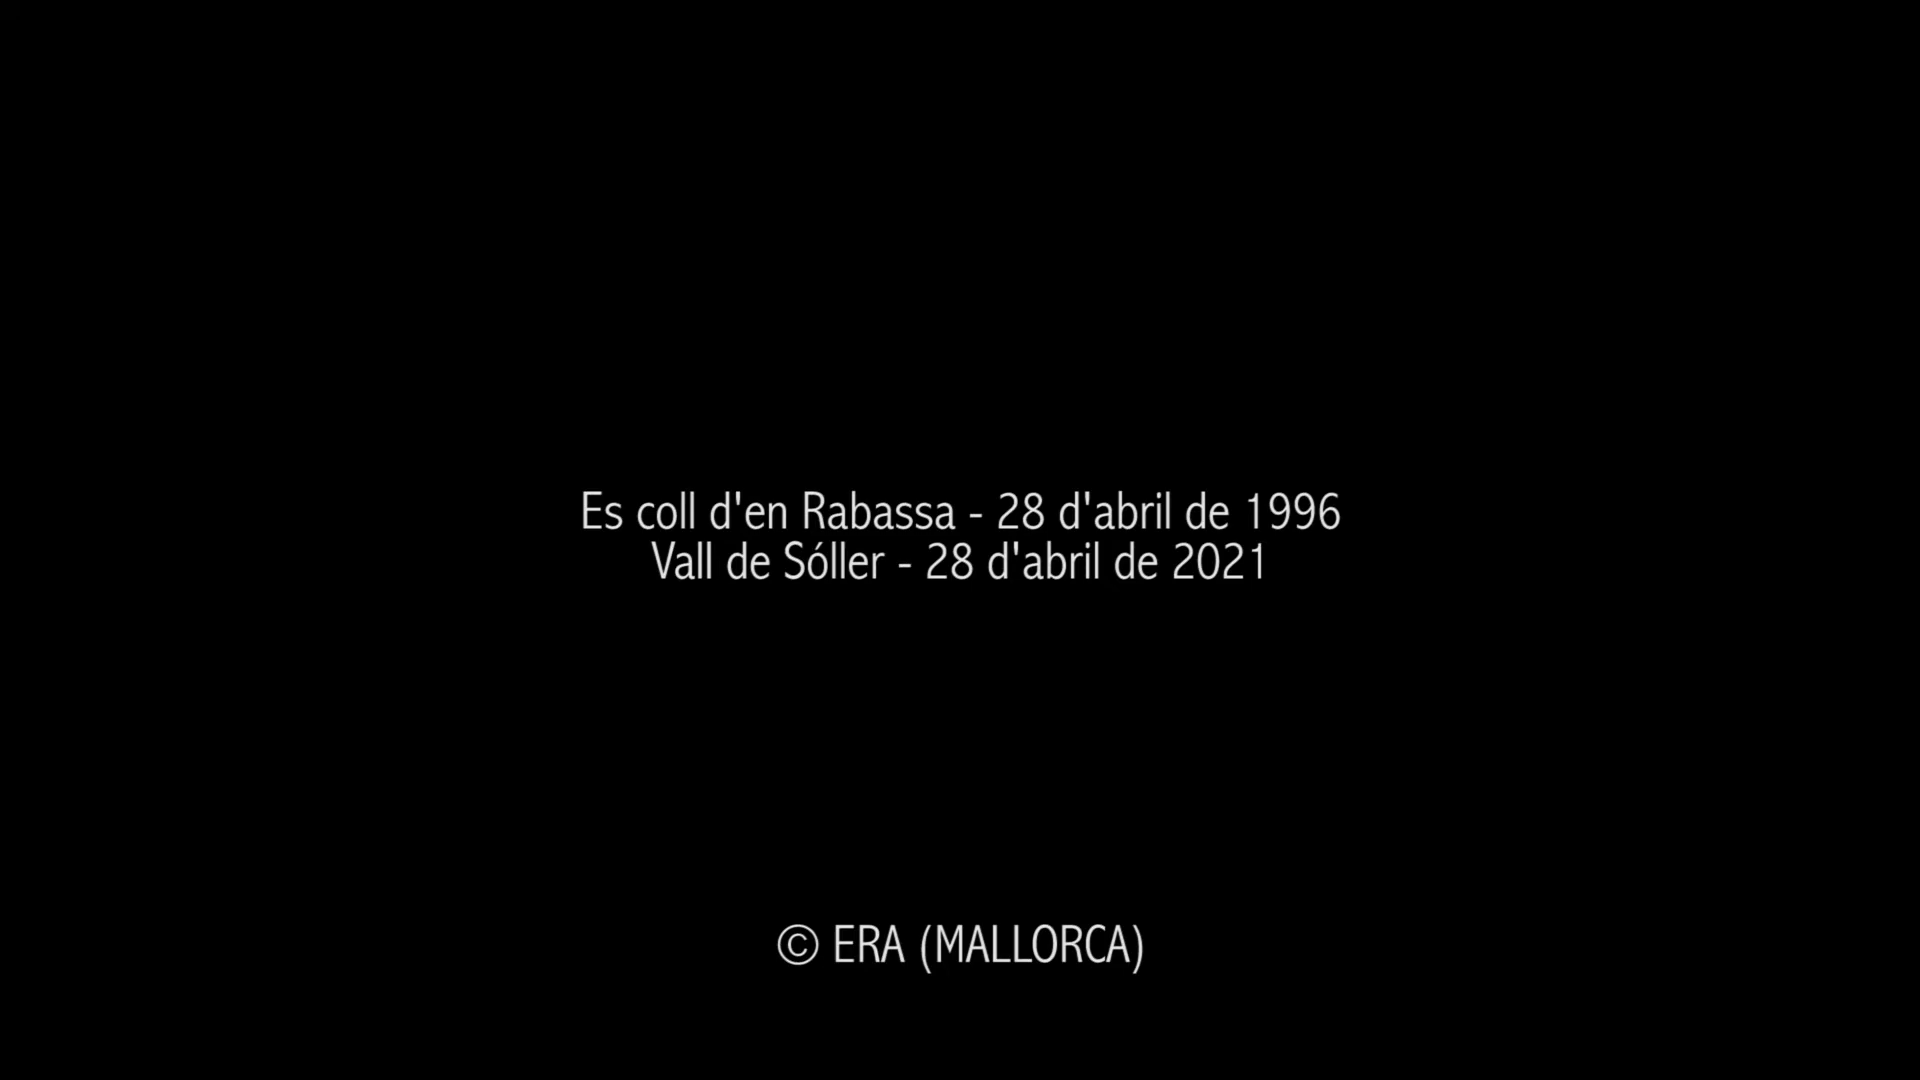 Es coll d'en Rabassa - 28 d'abril de 1996
Vall de Sóller - 28 d'abril de 2021
© ERA (MALLORCA)